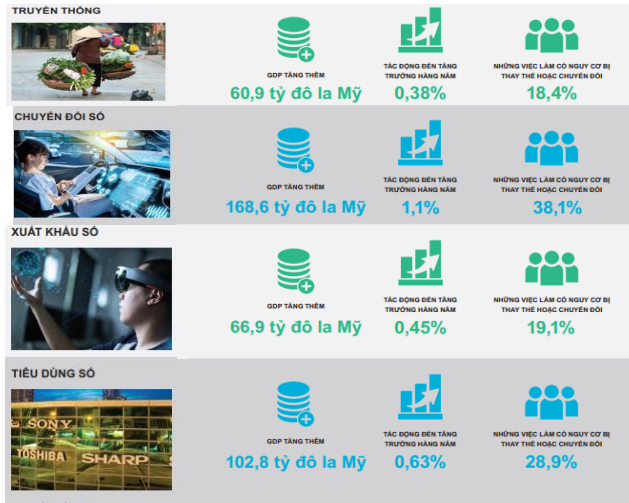 TRUYỀN THỐNG
GDP TĂNG THÊM
60,9 tỷ đô la Mỹ
TÁC ĐỘNG ĐẾN TĂNG
TRƯỞNG HÀNG NĂM
0,38%
NHỮNG VIỆC LÀM CÓ NGUY CƠ BỊ
THAY THẾ HOẶC CHUYỂN ĐỔI
18,4%
CHUYỂN ĐỔI SỐ
GDP TĂNG THÊM
168,6 tỷ đô la Mỹ
TÁC ĐỘNG ĐẾN TĂNG
TRƯỞNG HÀNG NĂM
1,1%
NHỮNG VIỆC LÀM CÓ NGUY CƠ BỊ
THAY THẾ HOẶC CHUYỂN ĐỔI
38,1%
XUẤT KHẨU SỐ
GDP TĂNG THÊM
66,9 tỷ đô la Mỹ
TÁC ĐỘNG ĐẾN TĂNG
TRƯỞNG HÀNG NĂM
0,45%
NHỮNG VIỆC LÀM CÓ NGUY CƠ BỊ
THAY THẾ HOẶC CHUYỂN ĐỔI
19,1%
TIÊU DÙNG SỐ
SONY
TOSHIBA SHARP
GDP TĂNG THÊM
102,8 tỷ đô la Mỹ
TÁC ĐỘNG ĐẾN TĂNG
TRƯỞNG HÀNG NĂM
0,63%
NHỮNG VIỆC LÀM CÓ NGUY CƠ BỊ
THAY THẾ HOẶC CHUYỂN ĐỔI
28,9%